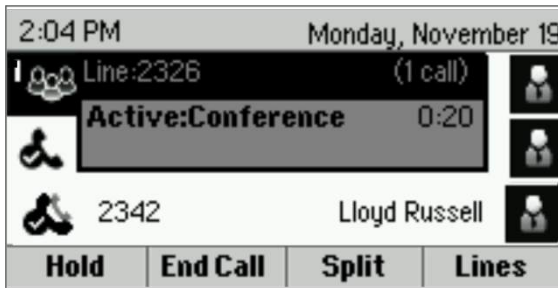 2:04 PM Monday, November 19
Line:2326 (1 call)
Active:Conference 0:20
2342 Lloyd Russell
Hold End Call Split Lines